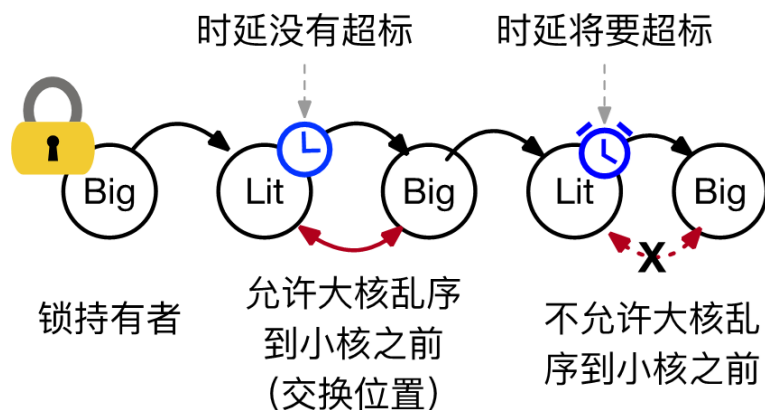 时延没有超标
时延将要超标
Big
Lit
Big
Lit
Big
X
锁持有者
允许大核乱序
到小核之前
(交换位置)
不允许大核乱
序到小核之前